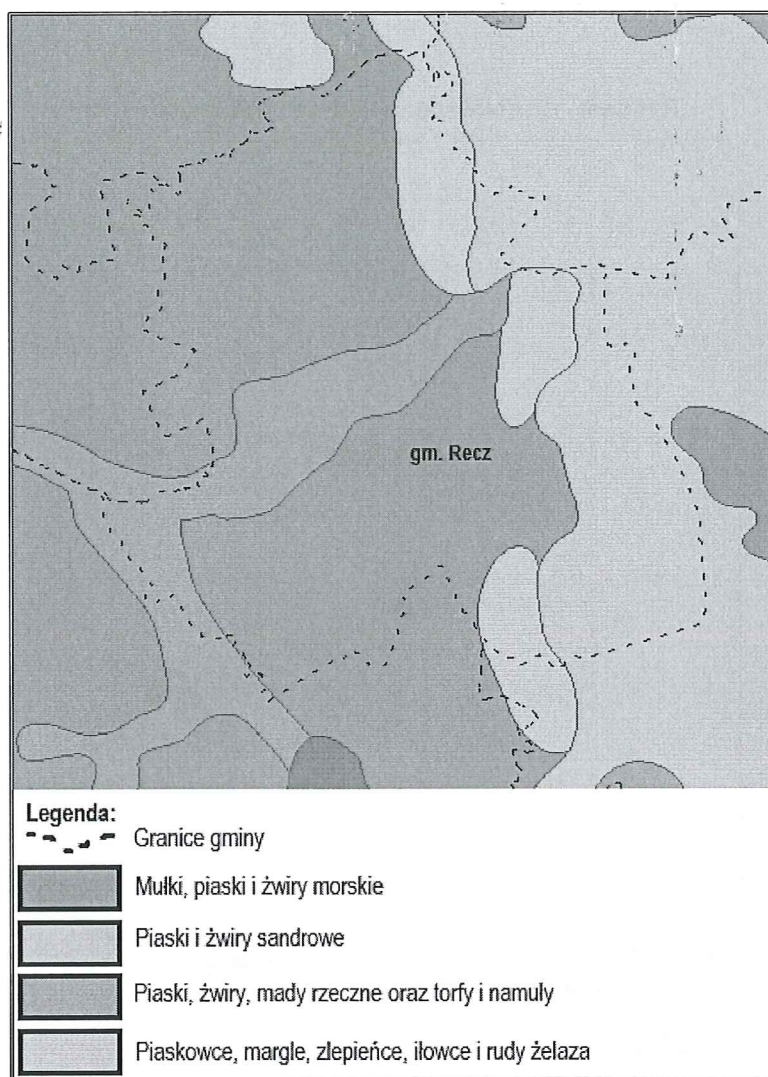 gm. Recz
Legenda:
Granice gminy
Mułki, piaski i żwiry morskie
Piaski i żwiry sandrowe
Piaski, żwiry, mady rzeczne oraz torfy i namuly
Piaskowce, margle, zlepieńce, iłowce i rudy żelaza